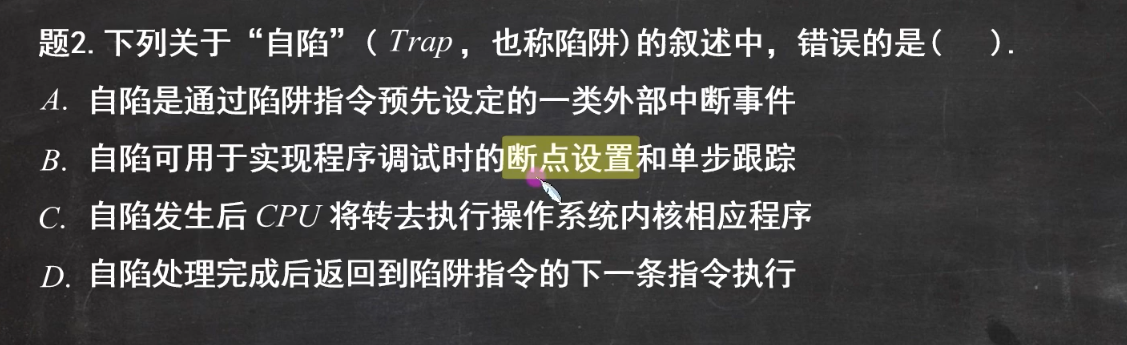 题2. 下列关于“自陷”( Trap , 也称陷阱)的叙述中，错误的是(    ).
A. 自陷是通过陷阱指令预先设定的一类外部中断事件
B. 自陷可用于实现程序调试时的断点设置和单步跟踪
C. 自陷发生后 CPU 将转去执行操作系统内核相应程序
D. 自陷处理完成后返回到陷阱指令的下一条指令执行